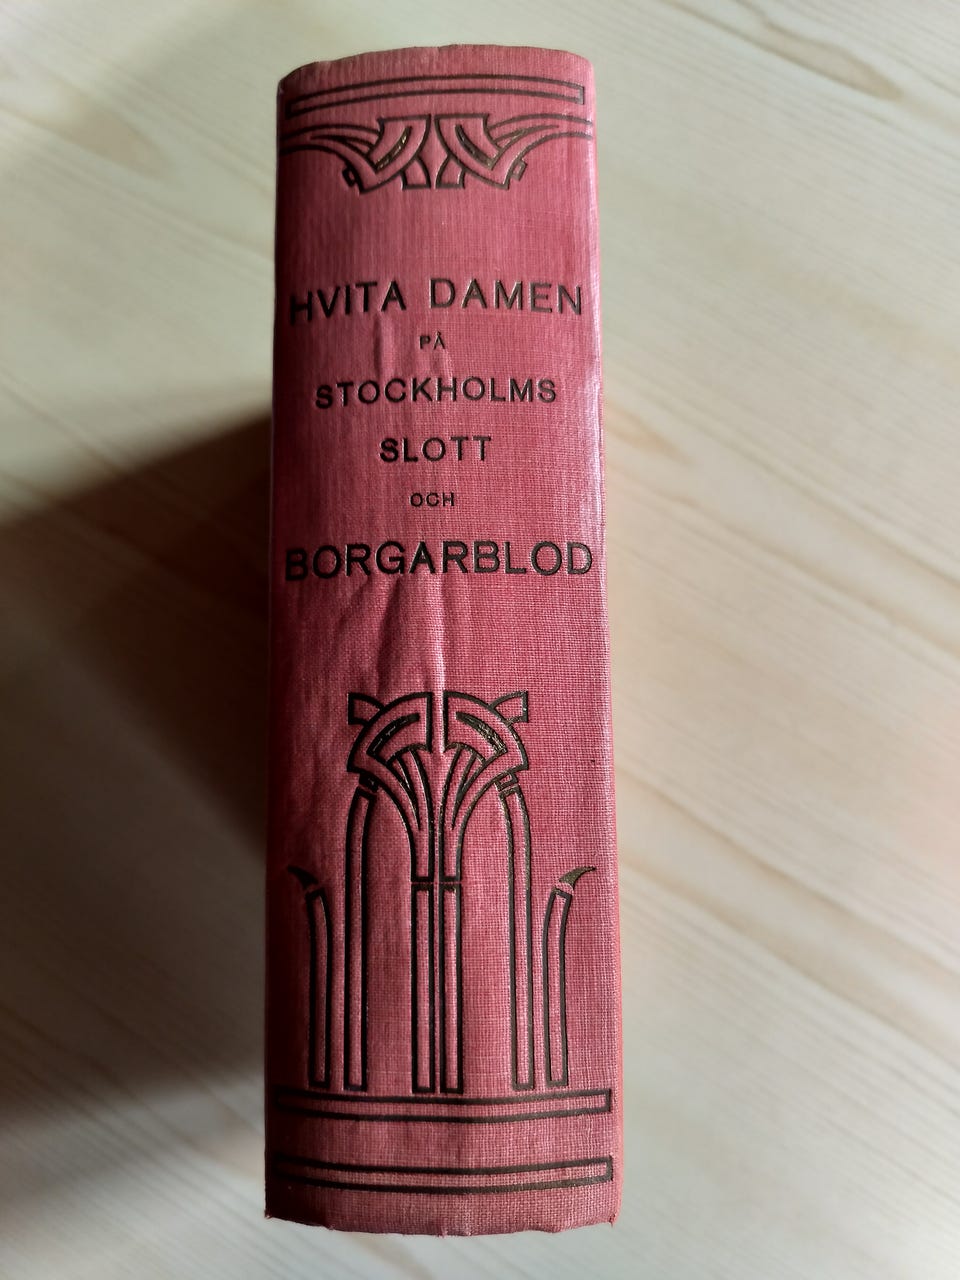 HVITA DAMEN
PÅ
STOCKHOLMS
SLOTT
OCH
BORGARBLOD